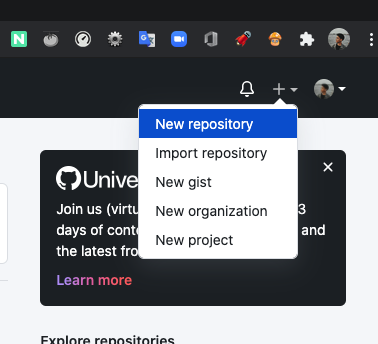 N
New repository
Import repository
New gist
New organization
New project
Unive
Join us (virtu
3
days of conte
and
the latest fro
Learn more
Explore repositories